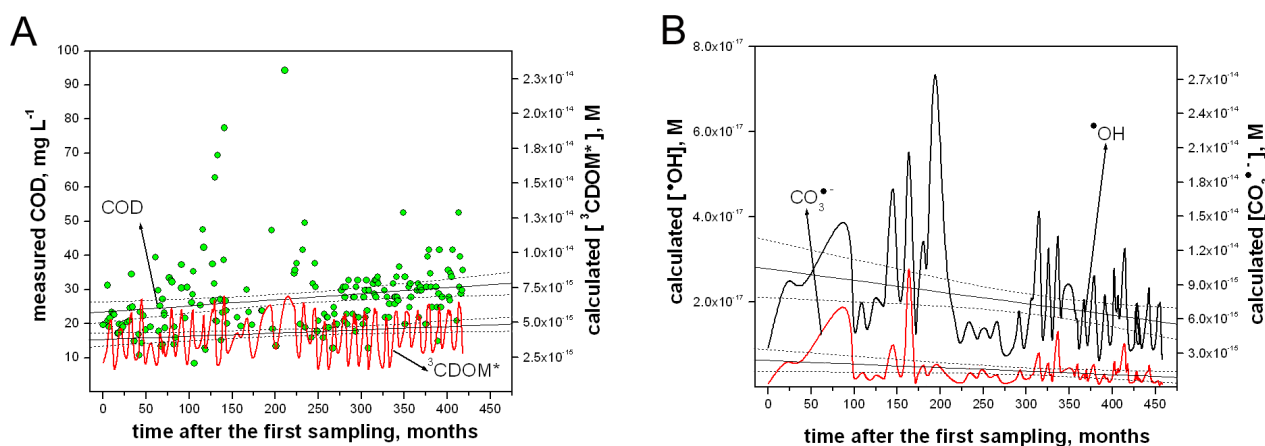 A
measured COD, mg L⁻¹
100
90
80
70
60
50
40
30
20
10
COD
³CDOM*
2.3x10⁻¹⁴
2.0x10⁻¹⁴
1.8x10⁻¹⁴
1.5x10⁻¹⁴
1.3x10⁻¹⁴
1.0x10⁻¹⁴
7.5x10⁻¹⁵
5.0x10⁻¹⁵
2.5x10⁻¹⁵
calculated [³CDOM*], M
0 50 100 150 200 250 300 350 400 450
time after the first sampling, months
B
calculated [•OH], M
8.0x10⁻¹⁷
6.0x10⁻¹⁷
4.0x10⁻¹⁷
2.0x10⁻¹⁷
CO₃•⁻
•OH
2.7x10⁻¹⁴
2.4x10⁻¹⁴
2.1x10⁻¹⁴
1.8x10⁻¹⁴
1.5x10⁻¹⁴
1.2x10⁻¹⁴
9.0x10⁻¹⁵
6.0x10⁻¹⁵
3.0x10⁻¹⁵
calculated [CO₃•⁻], M
0 50 100 150 200 250 300 350 400 450
time after the first sampling, months